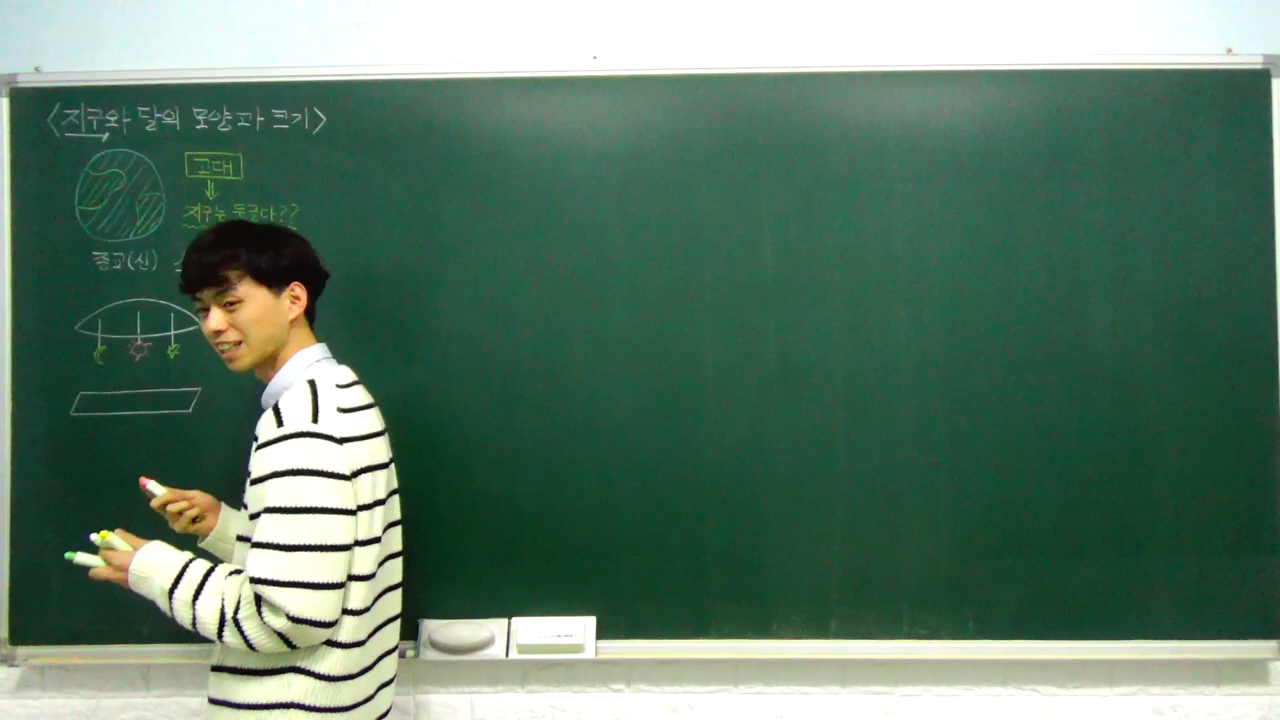 <지구와 달의 모양과 크기>
고대
지구는 둥글다??
종교(신)